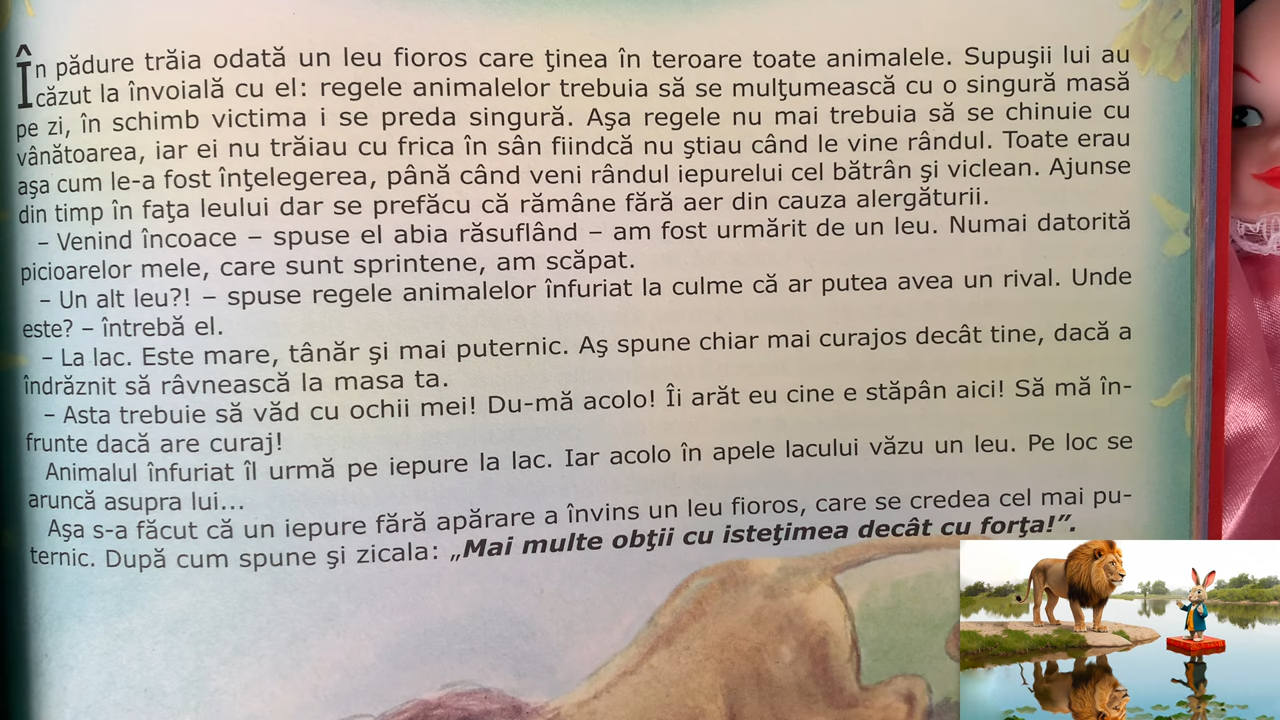 În pădure trăia odată un leu fioros care ţinea în teroare toate animalele. Supuşii lui au
căzut la învoială cu el: regele animalelor trebuia să se mulţumească cu o singură masă
pe zi, în schimb victima i se preda singură. Aşa regele nu mai trebuia să se chinuie cu
vânătoarea, iar ei nu trăiau cu frica în sân fiindcă nu ştiau când le vine rândul. Toate erau
aşa cum le-a fost înţelegerea, până când veni rândul iepurelui cel bătrân şi viclean. Ajunse
din timp în faţa leului dar se prefăcu că rămâne fără aer din cauza alergăturii.
– Venind încoace – spuse el abia răsuflând – am fost urmărit de un leu. Numai datorită
picioarelor mele, care sunt sprintene, am scăpat.
– Un alt leu?! – spuse regele animalelor înfuriat la culme că ar putea avea un rival. Unde
este? – întrebă el.
– La lac. Este mare, tânăr şi mai puternic. Aş spune chiar mai curajos decât tine, dacă a
îndrăznit să râvnească la masa ta.
– Asta trebuie să văd cu ochii mei! Du-mă acolo! Îi arăt eu cine e stăpân aici! Să mă în-
frunte dacă are curaj!
Animalul înfuriat îl urmă pe iepure la lac. Iar acolo în apele lacului văzu un leu. Pe loc se
aruncă asupra lui...
Aşa s-a făcut că un iepure fără apărare a învins un leu fioros, care se credea cel mai pu-
ternic. După cum spune şi zicala: „Mai multe obţii cu isteţimea decât cu forţa!”.